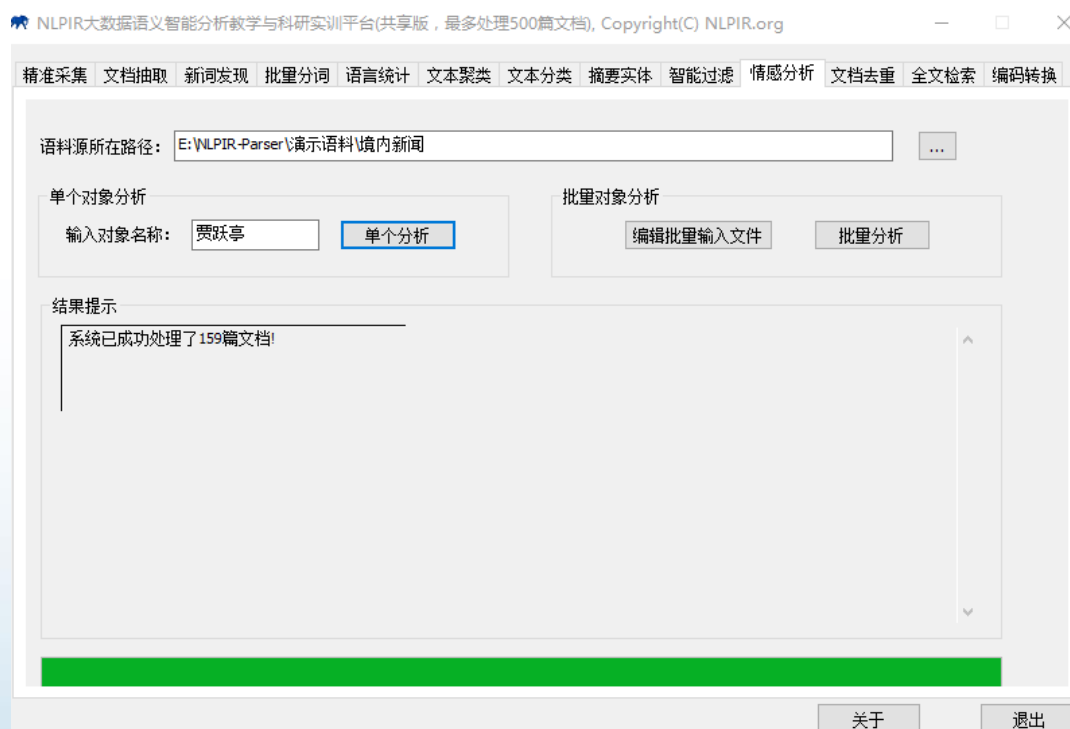 NLPIR大数据语义智能分析教学与科研实训平台(共享版，最多处理500篇文档), Copyright(C) NLPIR.org
精准采集 文档抽取 新词发现 批量分词 语言统计 文本聚类 文本分类 摘要实体 智能过滤 情感分析 文档去重 全文检索 编码转换
语料源所在路径： E:\NLPIR-Parser\演示语料\境内新闻 ...
单个对象分析 批量对象分析
输入对象名称： 贾跃亭 单个分析 编辑批量输入文件 批量分析
结果提示
系统已成功处理了159篇文档!
关于 退出